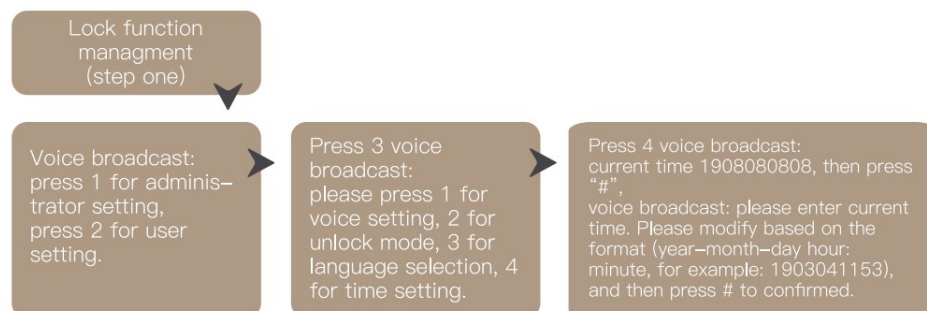 Lock function
managment
(step one)
Voice broadcast:
press 1 for adminis–
trator setting,
press 2 for user
setting.
Press 3 voice
broadcast:
please press 1 for
voice setting, 2 for
unlock mode, 3 for
language selection, 4
for time setting.
Press 4 voice broadcast:
current time 1908080808, then press
“#”,
voice broadcast: please enter current
time. Please modify based on the
format (year–month–day hour:
minute, for example: 1903041153),
and then press # to confirmed.